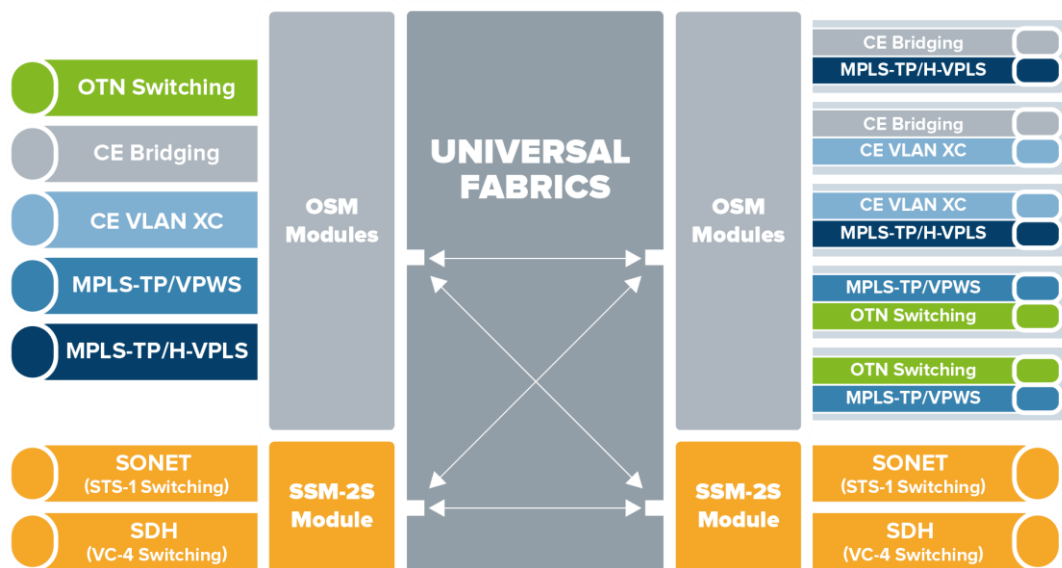 OTN Switching
CE Bridging
CE VLAN XC
MPLS-TP/VPWS
MPLS-TP/H-VPLS
SONET
(STS-1 Switching)
SDH
(VC-4 Switching)
OSM
Modules
SSM-2S
Module
UNIVERSAL
FABRICS
OSM
Modules
SSM-2S
Module
CE Bridging
MPLS-TP/H-VPLS
CE Bridging
CE VLAN XC
CE VLAN XC
MPLS-TP/H-VPLS
MPLS-TP/VPWS
OTN Switching
OTN Switching
MPLS-TP/VPWS
SONET
(STS-1 Switching)
SDH
(VC-4 Switching)